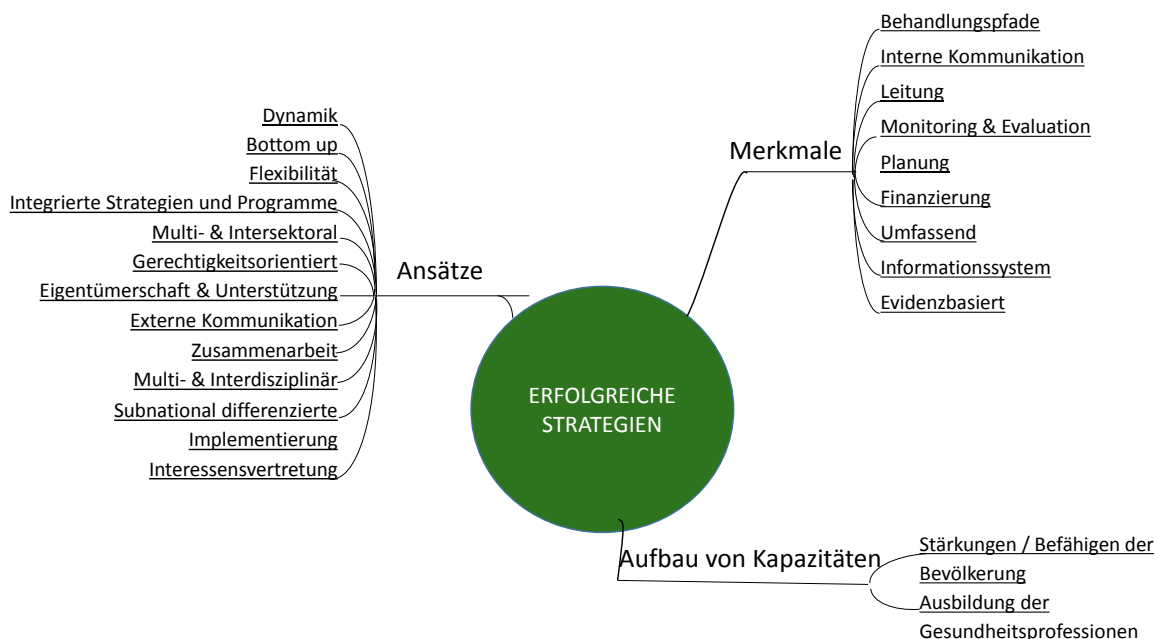 Dynamik
Bottom up
Flexibilität
Integrierte Strategien und Programme
Multi- & Intersektoral
Gerechtigkeitsorientiert
Eigentümerschaft & Unterstützung
Externe Kommunikation
Zusammenarbeit
Multi- & Interdisziplinär
Subnational differenzierte
Implementierung
Interessensvertretung
Ansätze
ERFOLGREICHE
STRATEGIEN
Merkmale
Behandlungspfade
Interne Kommunikation
Leitung
Monitoring & Evaluation
Planung
Finanzierung
Umfassend
Informationssystem
Evidenzbasiert
Aufbau von Kapazitäten
Stärkungen / Befähigen der
Bevölkerung
Ausbildung der
Gesundheitsprofessionen